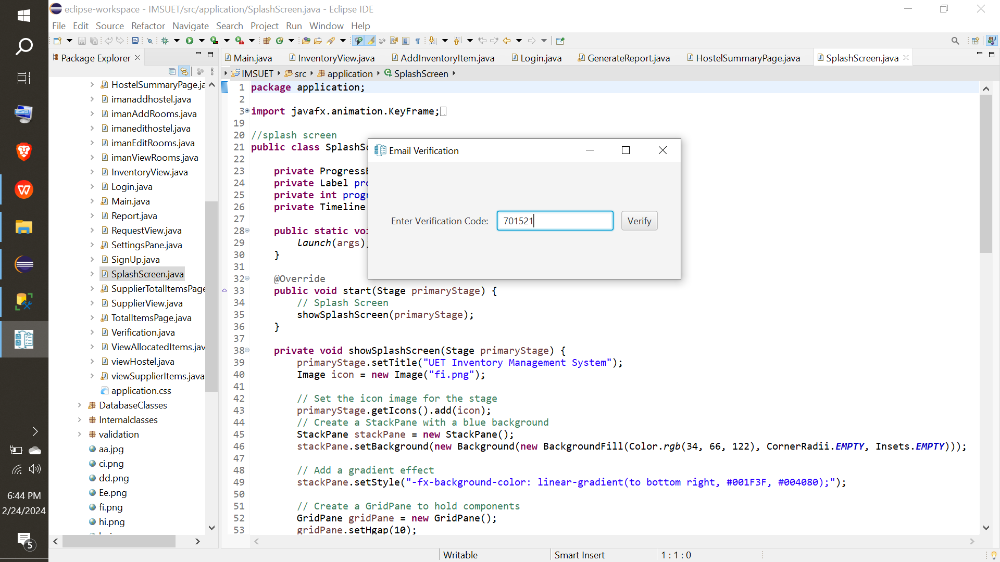 eclipse-workspace - IMSUET/src/application/SplashScreen.java - Eclipse IDE
File Edit Source Refactor Navigate Search Project Run Window Help
Package Explorer
Main.java InventoryView.java AddInventoryItem.java Login.java GenerateReport.java HostelSummaryPage.java SplashScreen.java
IMSUET src application SplashScreen
HostelSummaryPage.ja
imanaddhostel.java
imanAddRooms.java
imanedithostel.java
imanEditRooms.java
imanViewRooms.java
InventoryView.java
Login.java
Main.java
Report.java
RequestView.java
SettingsPane.java
SignUp.java
SplashScreen.java
SupplierTotalItemsPage
SupplierView.java
TotalItemsPage.java
Verification.java
ViewAllocatedItems.jav
viewHostel.java
viewSupplierItems.java
application.css
DatabaseClasses
Internalclasses
validation
aa.jpg
ci.png
dd.png
Ee.png
fi.png
hi.png
1 package application;
2
3 import javafx.animation.KeyFrame;
19
20 //splash screen
21 public class SplashSc
22
23 private ProgressB
24 private Label pro
25 private int progr
26 private Timeline
27
28 public static voi
29 launch(args);
30 }
31
32 @Override
33 public void start(Stage primaryStage) {
34 // Splash Screen
35 showSplashScreen(primaryStage);
36 }
37
38 private void showSplashScreen(Stage primaryStage) {
39 primaryStage.setTitle("UET Inventory Management System");
40 Image icon = new Image("fi.png");
41
42 // Set the icon image for the stage
43 primaryStage.getIcons().add(icon);
44 // Create a StackPane with a blue background
45 StackPane stackPane = new StackPane();
46 stackPane.setBackground(new Background(new BackgroundFill(Color.rgb(34, 66, 122), CornerRadii.EMPTY, Insets.EMPTY)));
47
48 // Add a gradient effect
49 stackPane.setStyle("-fx-background-color: linear-gradient(to bottom right, #001F3F, #004080);");
50
51 // Create a GridPane to hold components
52 GridPane gridPane = new GridPane();
53 gridPane.setHgap(10);
Email Verification
Enter Verification Code: 701521 Verify
Writable Smart Insert 1 : 1 : 0
6:44 PM
2/24/2024
5